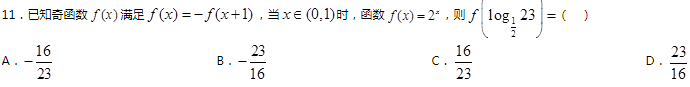 11．已知奇函数 f(x) 满足 f(x)=-f(x+1)，当 x∈(0,1) 时，函数 f(x)=2^x，则 f(log_{1/2} 23)=（ ）
A．-16/23 B．-23/16 C．16/23 D．23/16